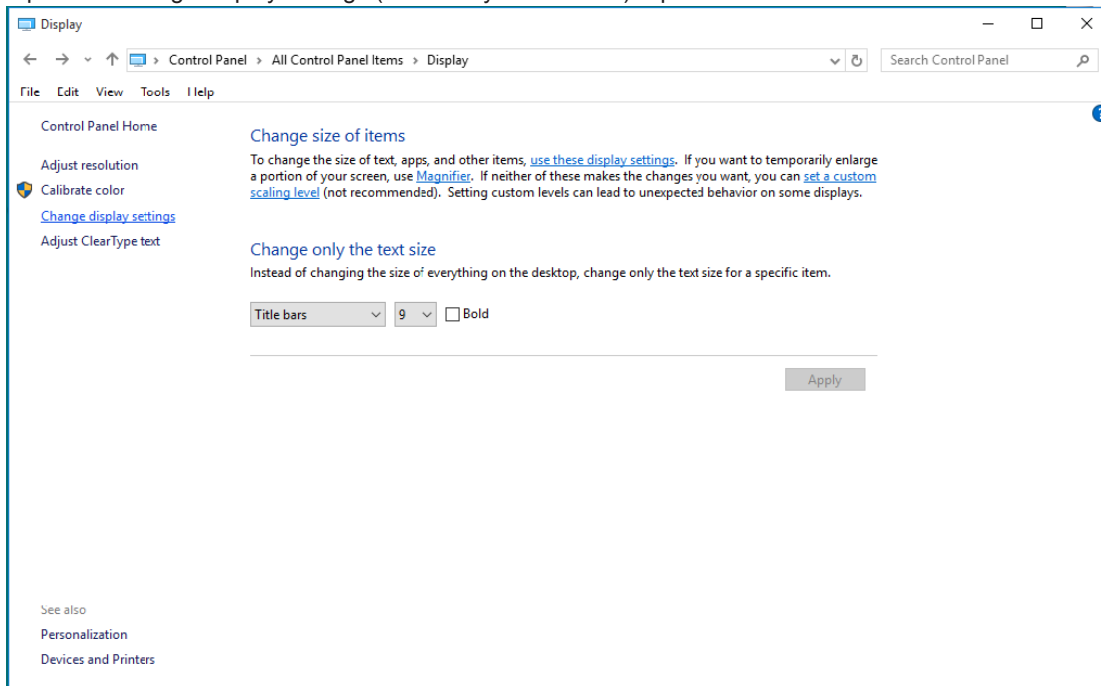 Display
Control Panel > All Control Panel Items > Display
Search Control Panel
File Edit View Tools Help
Control Panel Home
Adjust resolution
Calibrate color
Change display settings
Adjust ClearType text
Change size of items
To change the size of text, apps, and other items, use these display settings. If you want to temporarily enlarge
a portion of your screen, use Magnifier. If neither of these makes the changes you want, you can set a custom
scaling level (not recommended). Setting custom levels can lead to unexpected behavior on some displays.
Change only the text size
Instead of changing the size of everything on the desktop, change only the text size for a specific item.
Title bars 9 Bold
Apply
See also
Personalization
Devices and Printers